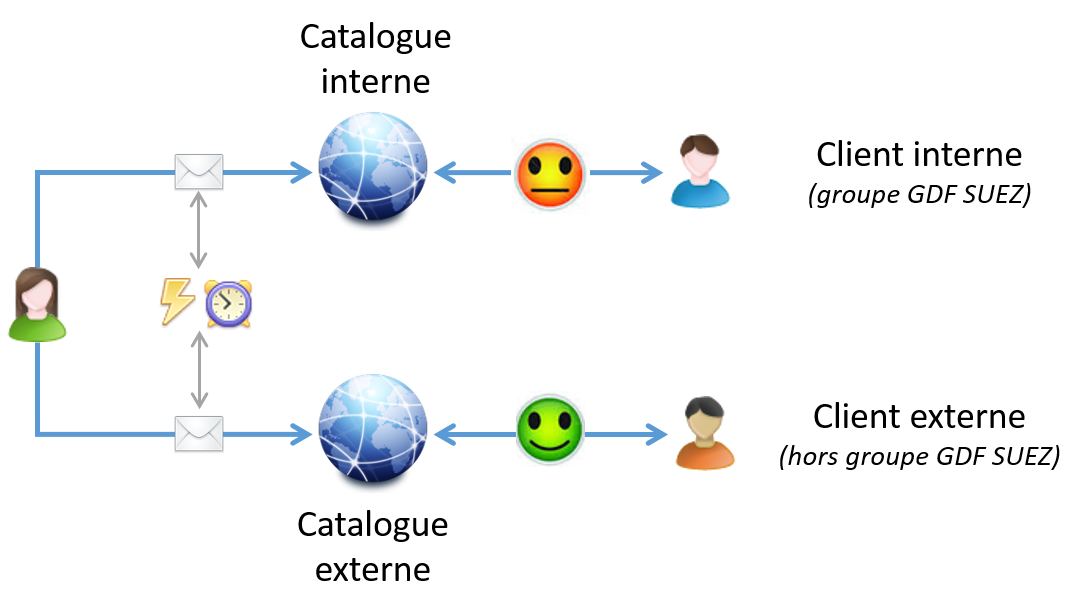 Catalogue
interne
Client interne
(groupe GDF SUEZ)
Client externe
(hors groupe GDF SUEZ)
Catalogue
externe